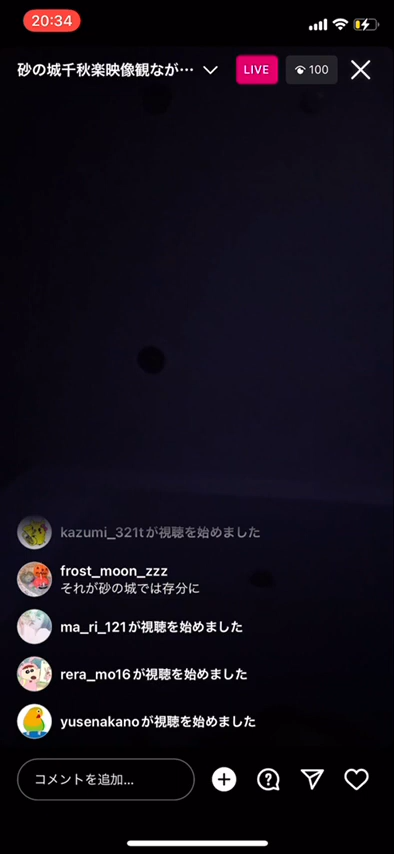 20:34
砂の城千秋楽映像観なが…
LIVE
100
kazumi_321tが視聴を始めました
frost_moon_zzz
それが砂の城では存分に
ma_ri_121が視聴を始めました
rera_mo16が視聴を始めました
yusenakanoが視聴を始めました
コメントを追加...